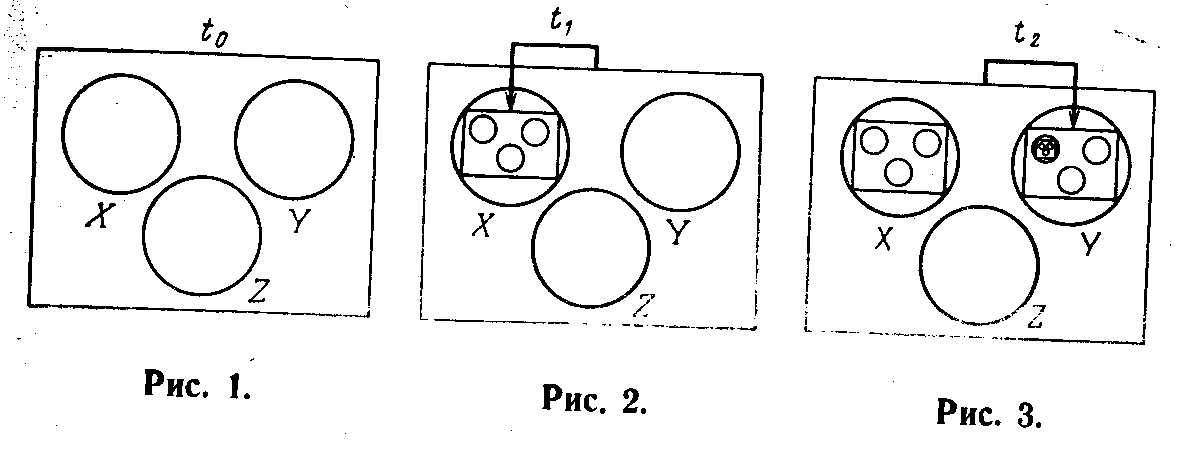 t₀
X Y
Z
Рис. 1.
t₁
X Y
Z
Рис. 2.
t₂
X Y
Z
Рис. 3.